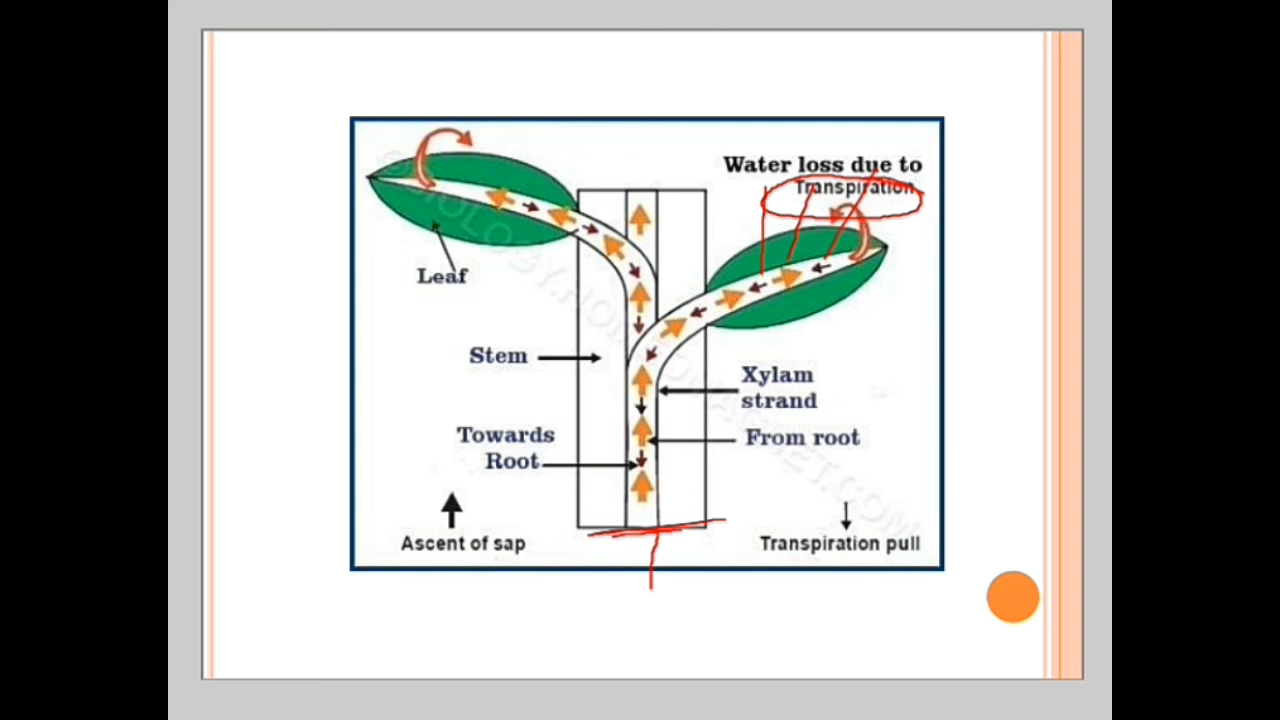 Water loss due to
Transpiration
Leaf
Stem
Xylam
strand
Towards
Root
From root
Ascent of sap
Transpiration pull